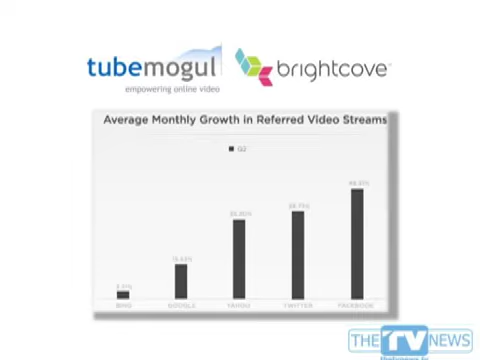 tubemogul
empowering online video
brightcove
Average Monthly Growth in Referred Video Streams
Q2
BING GOOGLE YAHOO! TWITTER FACEBOOK
THE TV NEWS